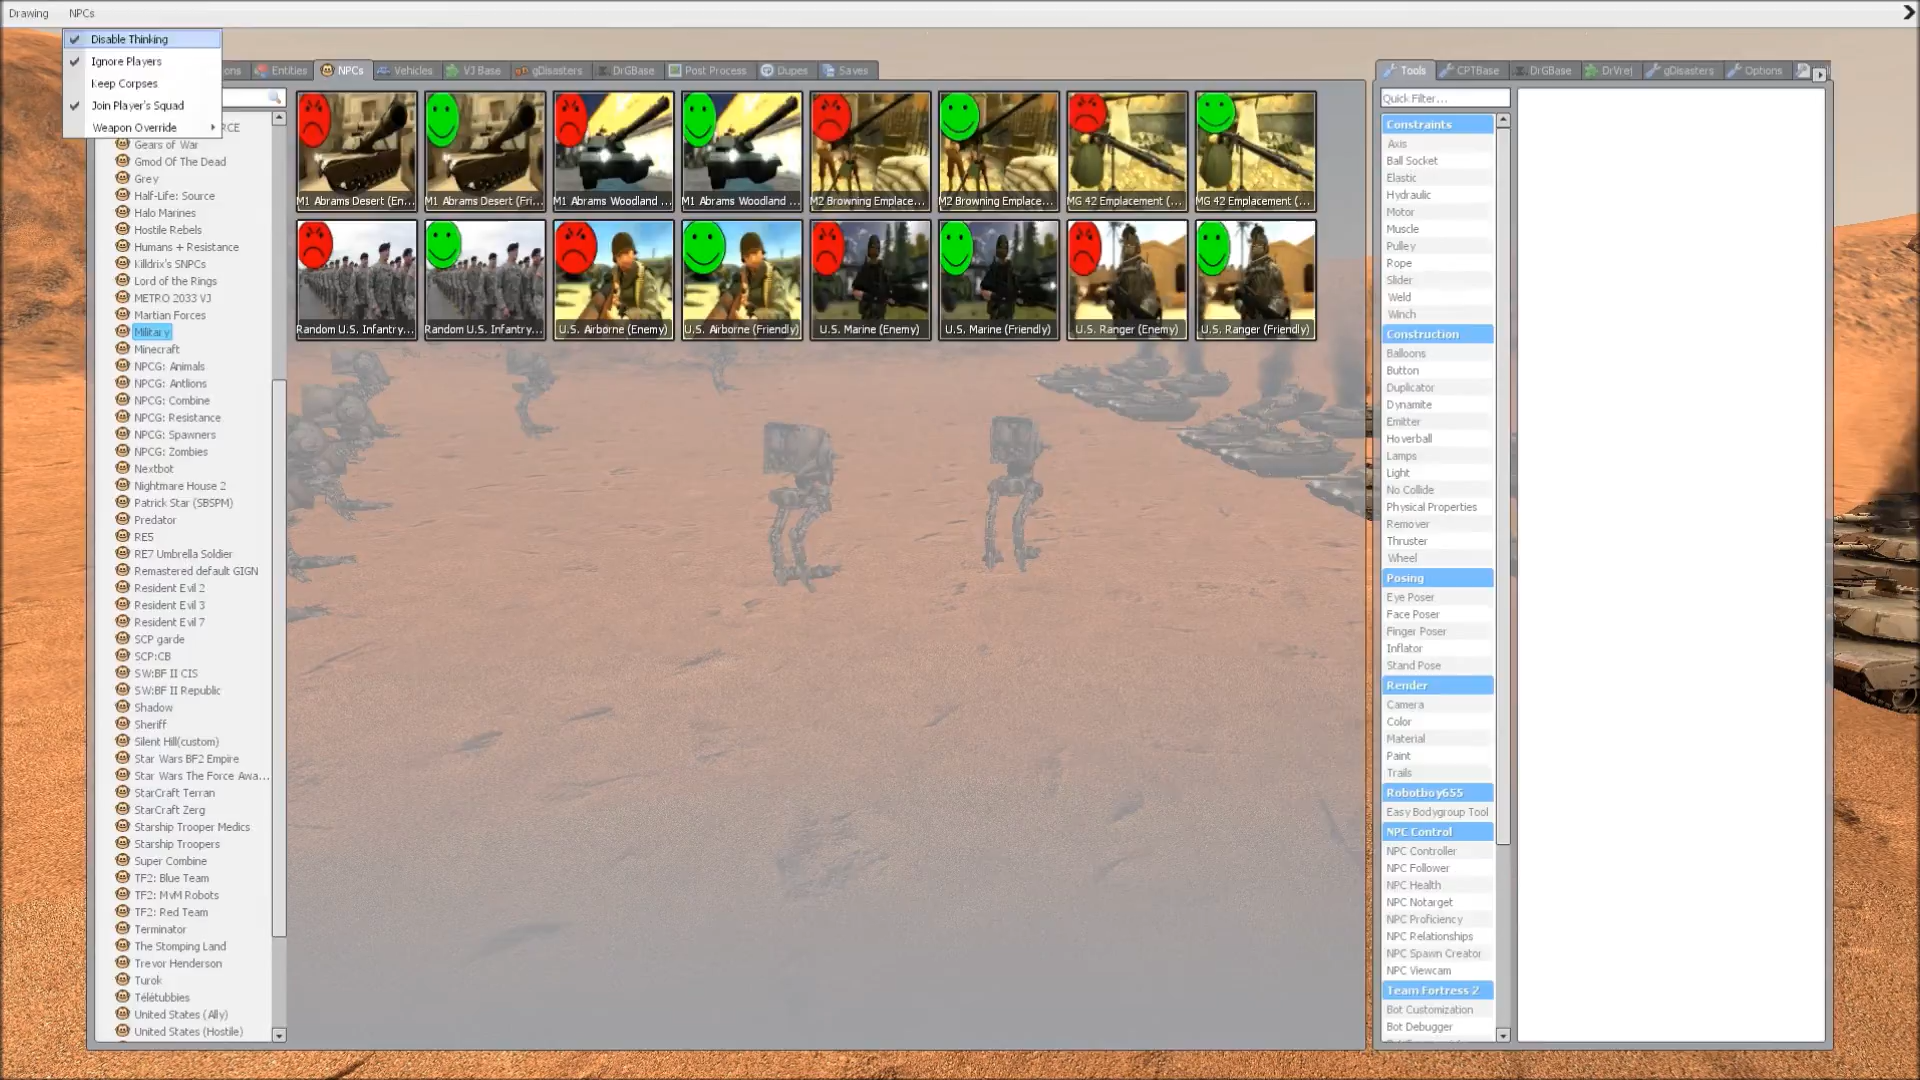 Drawing NPCs
Disable Thinking
Ignore Players
Keep Corpses
Join Player's Squad
Weapon Override
ons Entities NPCs Vehicles VJ Base gDisasters DrGBase Post Process Dupes Saves
RCE
Gears of War
Gmod Of The Dead
Grey
Half-Life: Source
Halo Marines
Hostile Rebels
Humans + Resistance
Killdrix's SNPCs
Lord of the Rings
METRO 2033 VJ
Martian Forces
Military
Minecraft
NPCG: Animals
NPCG: Antlions
NPCG: Combine
NPCG: Resistance
NPCG: Spawners
NPCG: Zombies
Nextbot
Nightmare House 2
Patrick Star (SBSPM)
Predator
RE5
RE7 Umbrella Soldier
Remastered default GIGN
Resident Evil 2
Resident Evil 3
Resident Evil 7
SCP garde
SCP:CB
SW:BF II CIS
SW:BF II Republic
Shadow
Sheriff
Silent Hill(custom)
Star Wars BF2 Empire
Star Wars The Force Awa...
StarCraft Terran
StarCraft Zerg
Starship Trooper Medics
Starship Troopers
Super Combine
TF2: Blue Team
TF2: MvM Robots
TF2: Red Team
Terminator
The Stomping Land
Trevor Henderson
Turok
Télétubbies
United States (Ally)
United States (Hostile)
M1 Abrams Desert (En...
M1 Abrams Desert (Fri...
M1 Abrams Woodland ...
M1 Abrams Woodland ...
M2 Browning Emplace...
M2 Browning Emplace...
MG 42 Emplacement (...
MG 42 Emplacement (...
Random U.S. Infantry...
Random U.S. Infantry...
U.S. Airborne (Enemy)
U.S. Airborne (Friendly)
U.S. Marine (Enemy)
U.S. Marine (Friendly)
U.S. Ranger (Enemy)
U.S. Ranger (Friendly)
Tools CPTBase DrGBase DrVrej gDisasters Options
Quick Filter...
Constraints
Axis
Ball Socket
Elastic
Hydraulic
Motor
Muscle
Pulley
Rope
Slider
Weld
Winch
Construction
Balloons
Button
Duplicator
Dynamite
Emitter
Hoverball
Lamps
Light
No Collide
Physical Properties
Remover
Thruster
Wheel
Posing
Eye Poser
Face Poser
Finger Poser
Inflator
Stand Pose
Render
Camera
Color
Material
Paint
Trails
Robotboy655
Easy Bodygroup Tool
NPC Control
NPC Controller
NPC Follower
NPC Health
NPC Notarget
NPC Proficiency
NPC Relationships
NPC Spawn Creator
NPC Viewcam
Team Fortress 2
Bot Customization
Bot Debugger